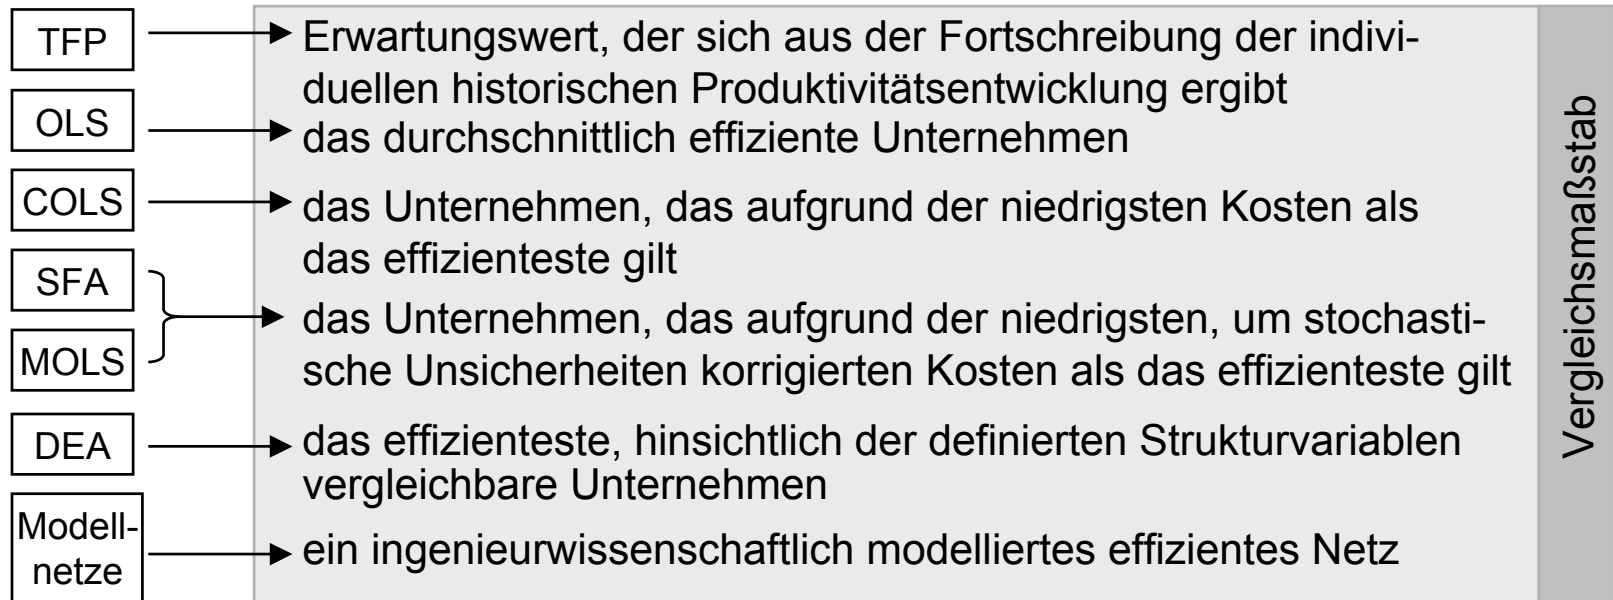 TFP
Erwartungswert, der sich aus der Fortschreibung der indivi-
duellen historischen Produktivitätsentwicklung ergibt
OLS
das durchschnittlich effiziente Unternehmen
COLS
das Unternehmen, das aufgrund der niedrigsten Kosten als
das effizienteste gilt
SFA
MOLS
das Unternehmen, das aufgrund der niedrigsten, um stochasti-
sche Unsicherheiten korrigierten Kosten als das effizienteste gilt
DEA
das effizienteste, hinsichtlich der definierten Strukturvariablen
vergleichbare Unternehmen
Modell-
netze
ein ingenieurwissenschaftlich modelliertes effizientes Netz
Vergleichsmaßstab